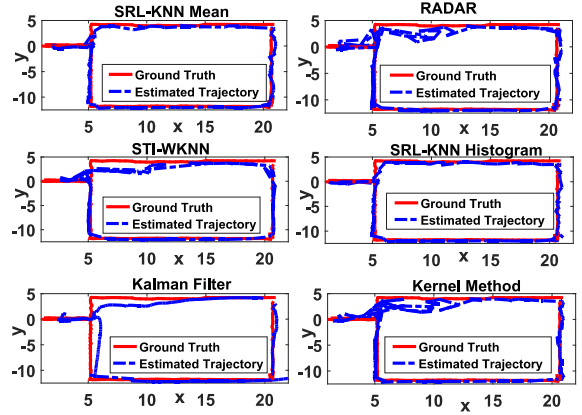 SRL-KNN Mean
5
0
-5
-10
y
Ground Truth
Estimated Trajectory
5 10 15 20
x
RADAR
5
0
-5
-10
y
Ground Truth
Estimated Trajectory
5 10 15 20
x
STI-WKNN
5
0
-5
-10
y
Ground Truth
Estimated Trajectory
5 10 15 20
x
SRL-KNN Histogram
5
0
-5
-10
y
Ground Truth
Estimated Trajectory
5 10 15 20
x
Kalman Filter
5
0
-5
-10
y
Ground Truth
Estimated Trajectory
5 10 15 20
x
Kernel Method
5
0
-5
-10
y
Ground Truth
Estimated Trajectory
5 10 15 20
x